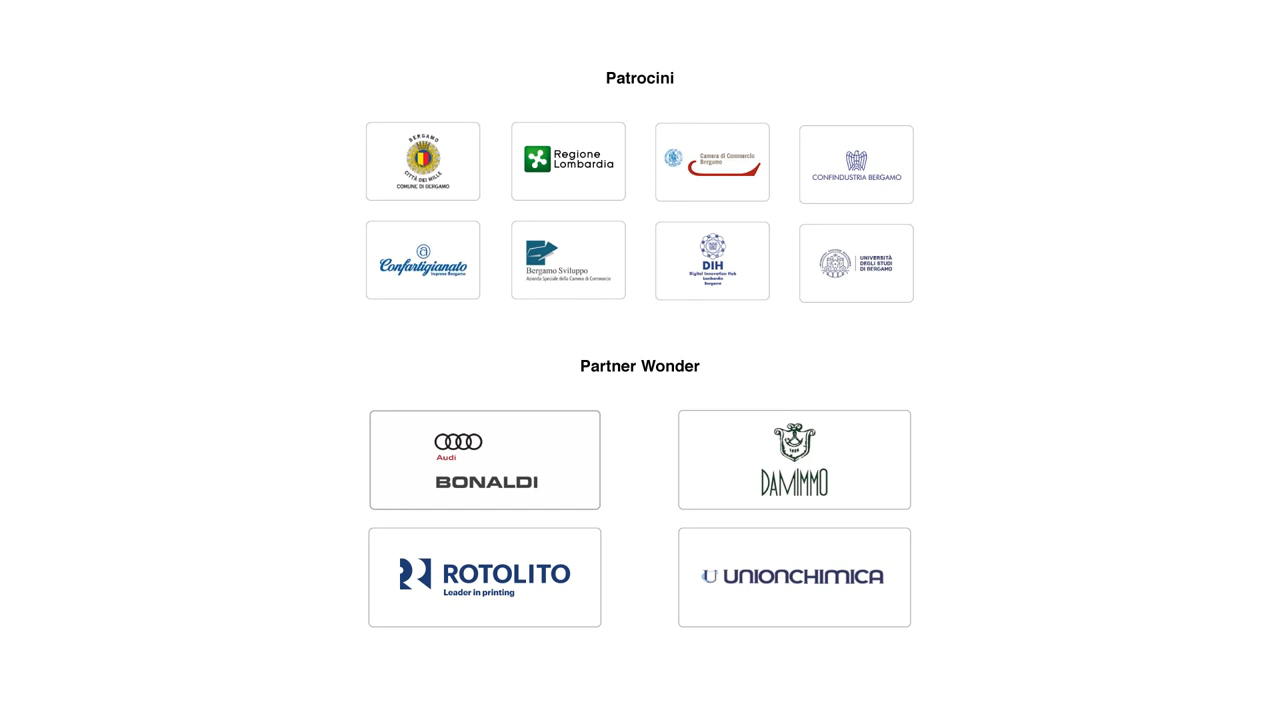 Patrocini
BERGAMO
CITTÀ DEI MILLE
COMUNE DI BERGAMO
Regione
Lombardia
Camera di Commercio
Bergamo
CONFINDUSTRIA BERGAMO
Confartigianato
Imprese Bergamo
Bergamo Sviluppo
Azienda Speciale della Camera di Commercio
DIH
Digital Innovation Hub
Lombardia
Bergamo
UNIVERSITÀ
DEGLI STUDI
DI BERGAMO
Partner Wonder
Audi
BONALDI
DAMIMMO
ROTOLITO
Leader in printing
U UNIONCHIMICA